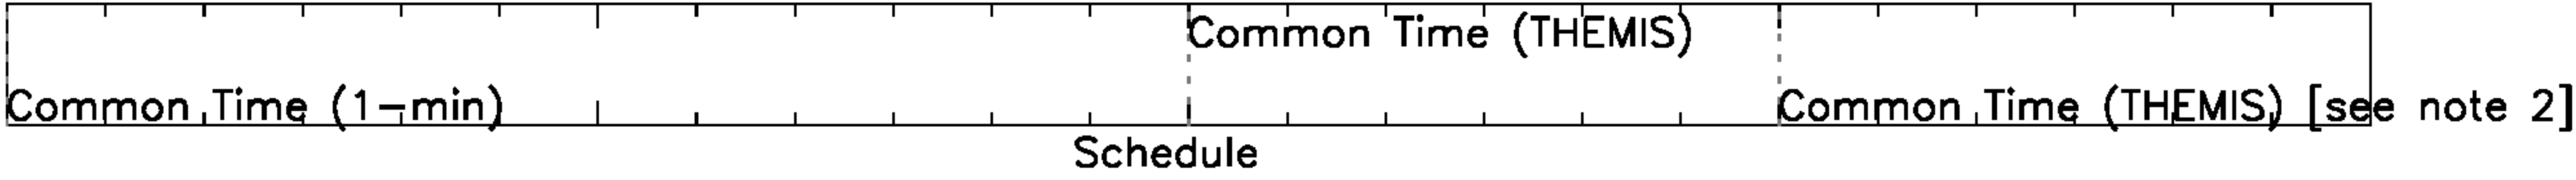 Common Time (THEMIS)
Common Time (1-min)
Common Time (THEMIS) [see note 2]
Schedule